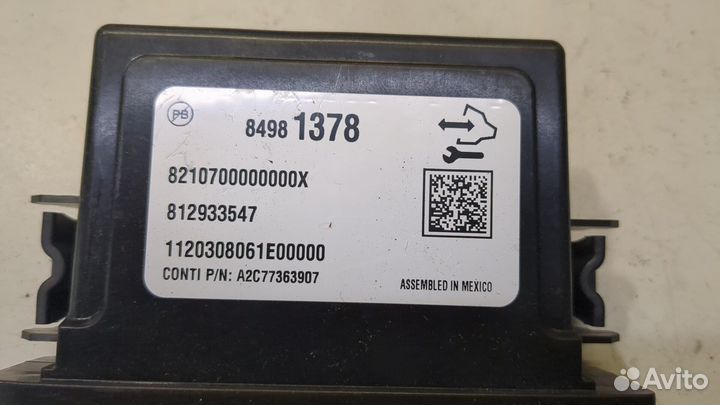 PB
8498 1378
8210700000000X
812933547
1120308061E00000
CONTI P/N: A2C77363907
ASSEMBLED IN MEXICO
Avito